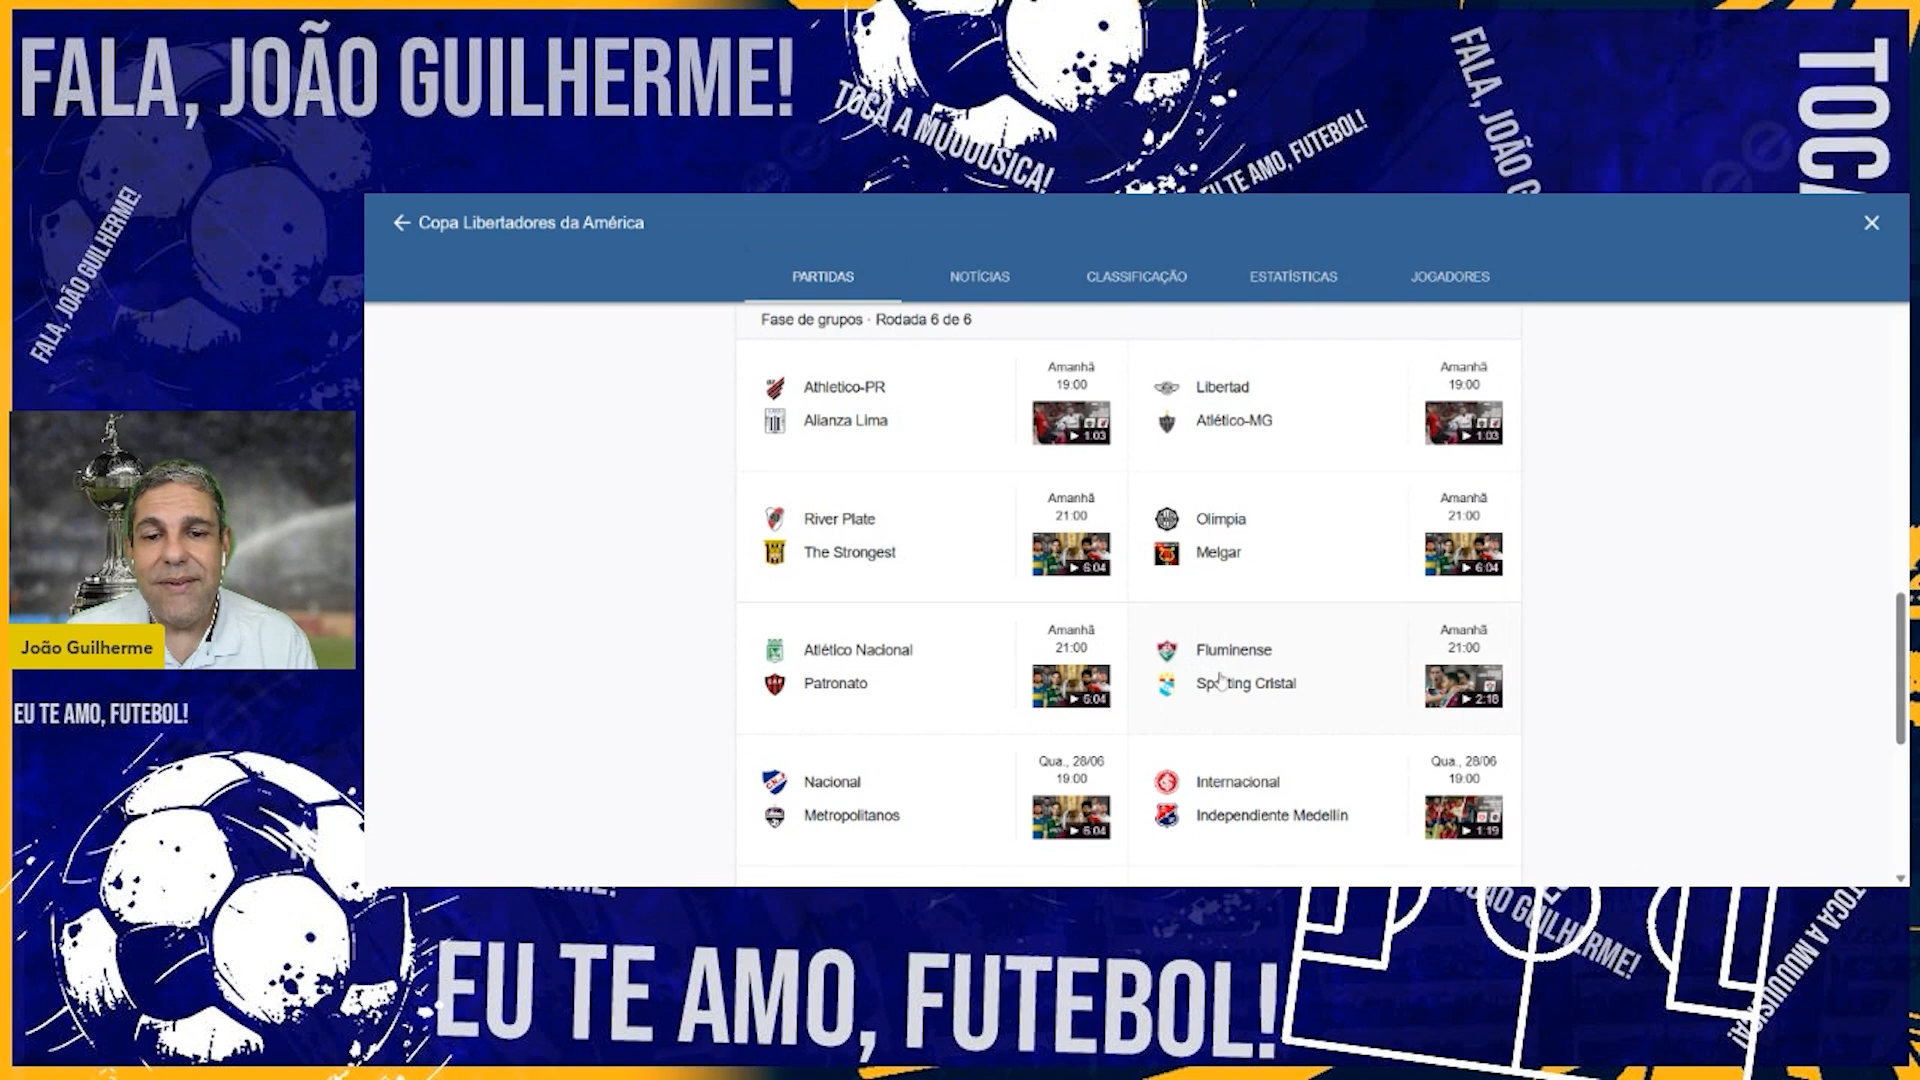 FALA, JOÃO GUILHERME!
TOCA A MUUUUSICA!
EU TE AMO, FUTEBOL!
FALA, JOÃO G
TOCA
FALA, JOÃO GUILHERME!
Copa Libertadores da América
PARTIDAS
NOTÍCIAS
CLASSIFICAÇÃO
ESTATÍSTICAS
JOGADORES
Fase de grupos · Rodada 6 de 6
Athletico-PR
Alianza Lima
Amanhã
19:00
1:03
Libertad
Atlético-MG
Amanhã
19:00
1:03
River Plate
The Strongest
Amanhã
21:00
6:04
Olimpia
Melgar
Amanhã
21:00
6:04
Atlético Nacional
Patronato
Amanhã
21:00
6:04
Fluminense
Sporting Cristal
Amanhã
21:00
2:18
Nacional
Metropolitanos
Qua., 28/06
19:00
6:04
Internacional
Independiente Medellín
Qua., 28/06
19:00
1:19
João Guilherme
EU TE AMO, FUTEBOL!
EU TE AMO, FUTEBOL!
JOÃO GUILHERME!
TOCA A MUUUUSICA!